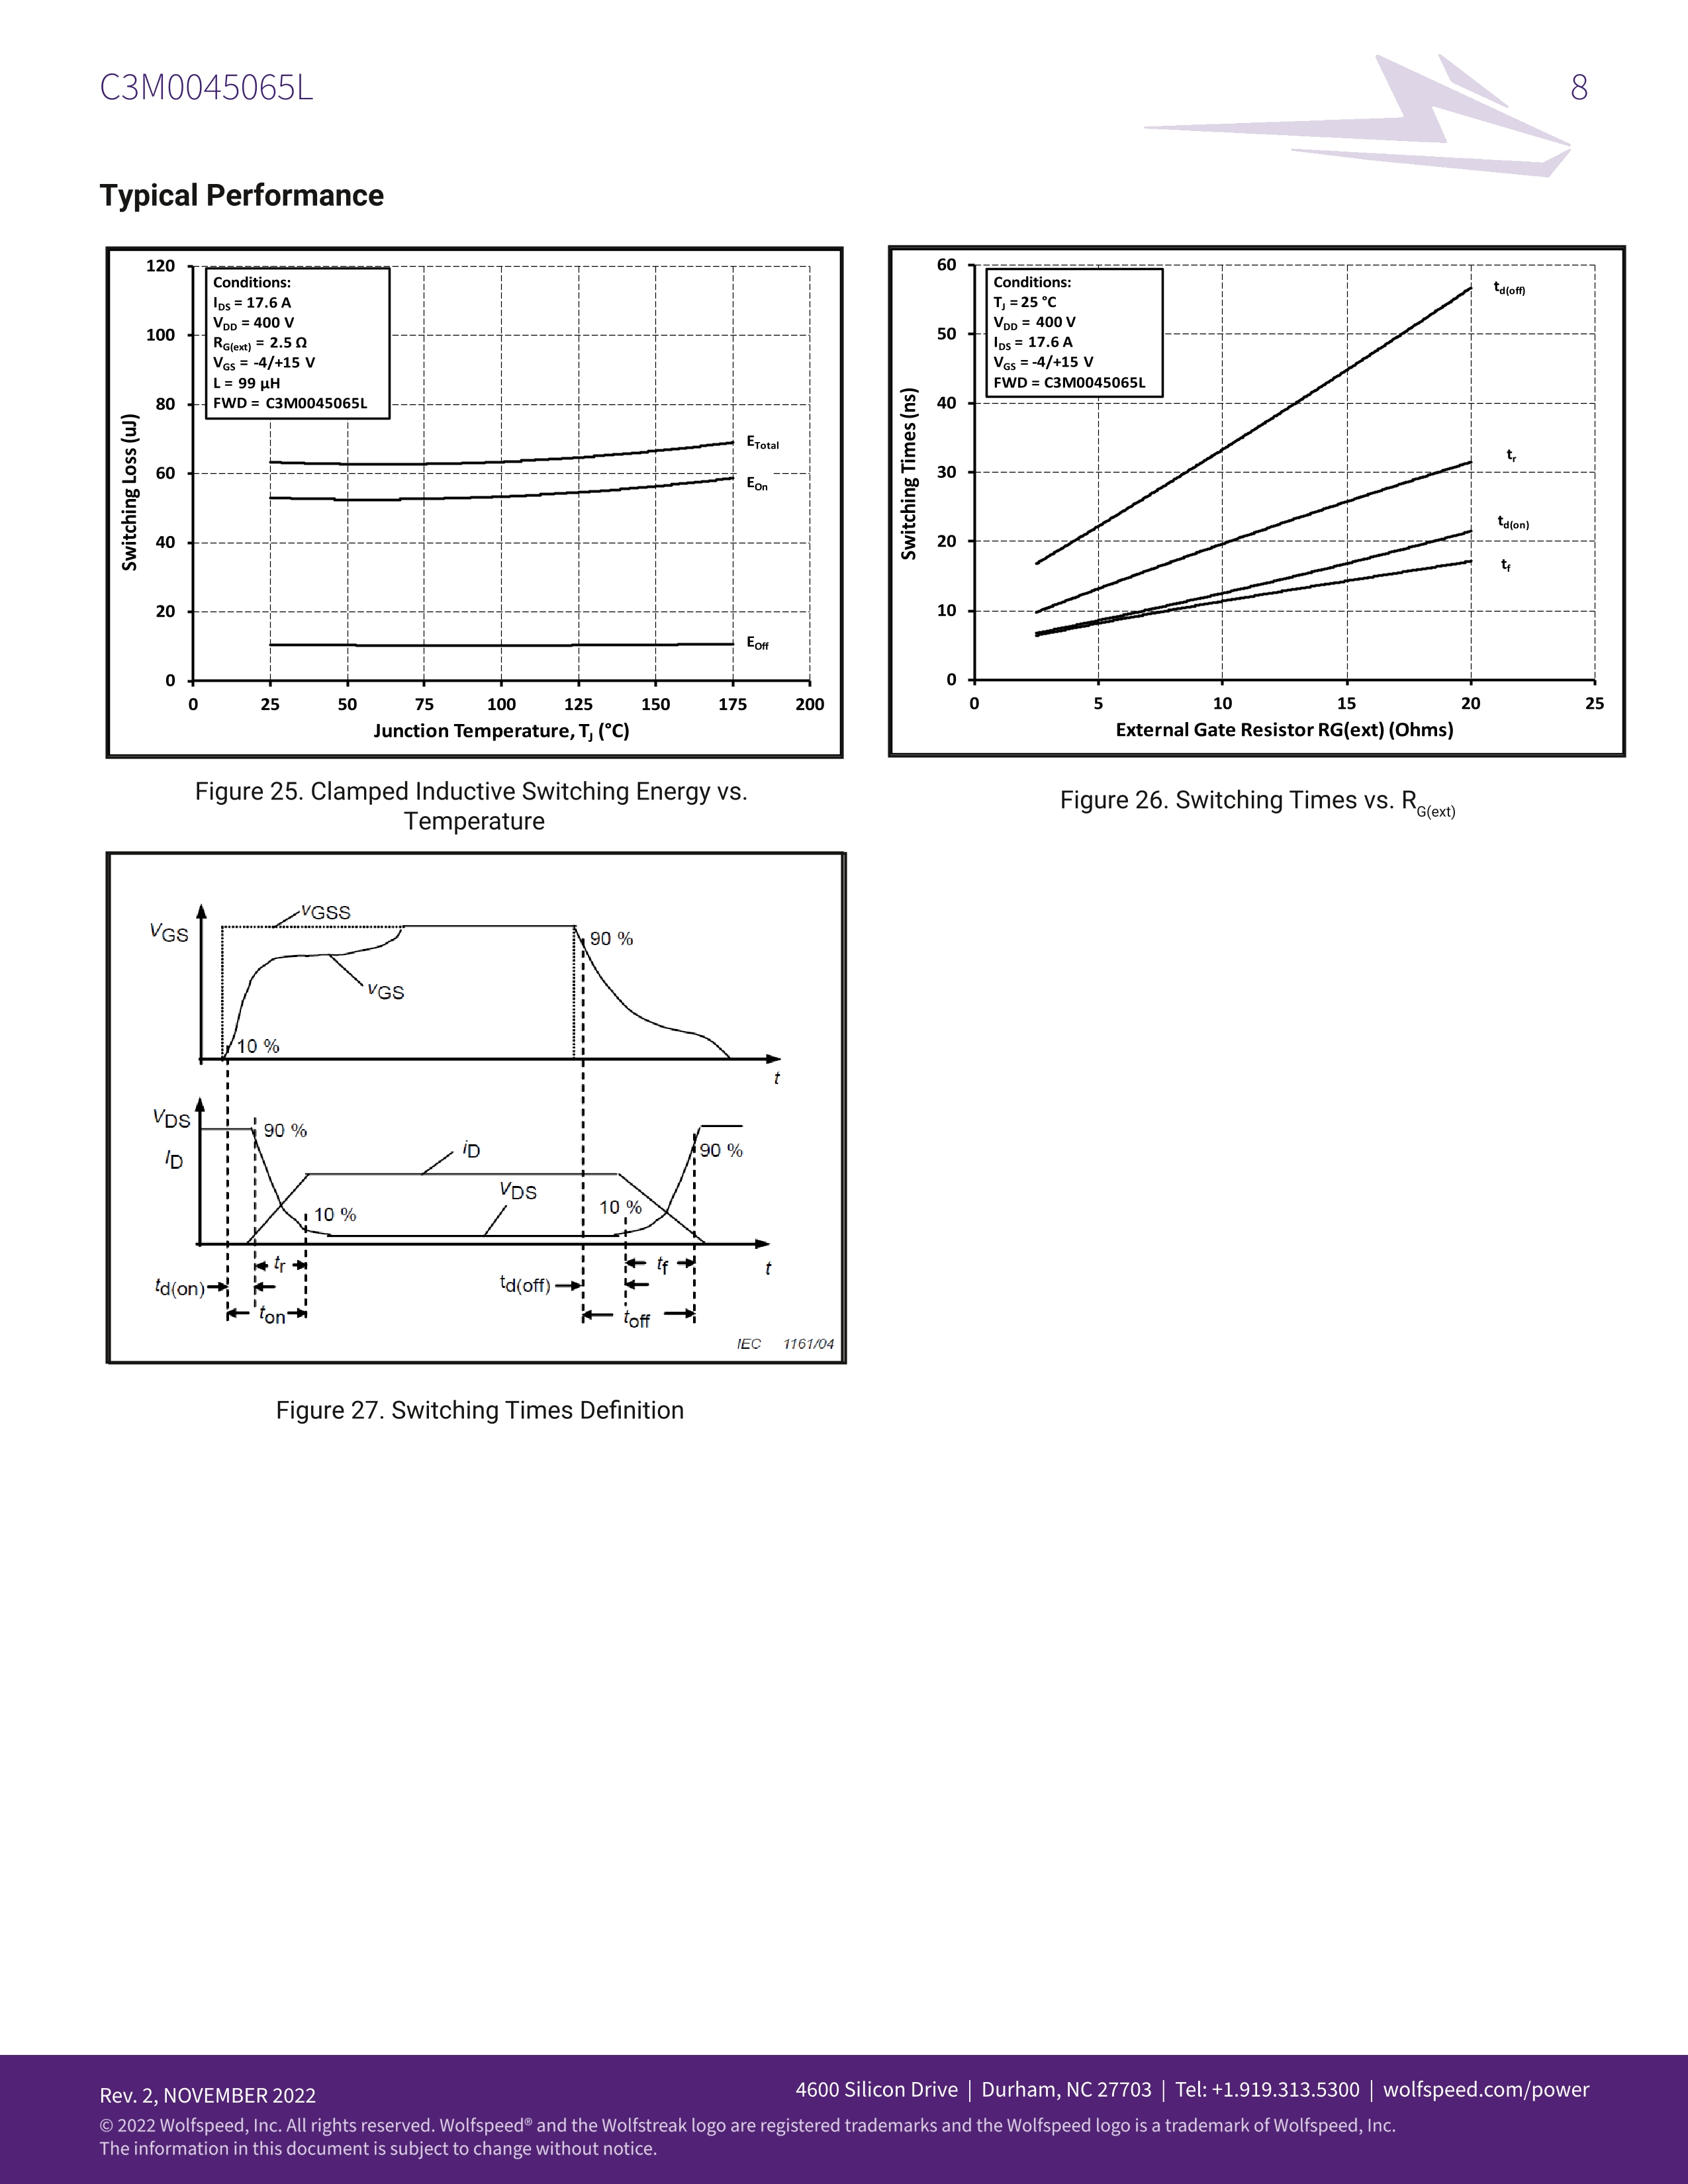 C3M0045065L
8
Typical Performance
120
100
80
60
40
20
0
0 25 50 75 100 125 150 175 200
Switching Loss (uJ)
Junction Temperature, TJ (°C)
Conditions:
IDS = 17.6 A
VDD = 400 V
RG(ext) = 2.5 Ω
VGS = -4/+15 V
L = 99 μH
FWD = C3M0045065L
ETotal
EOn
EOff
Figure 25. Clamped Inductive Switching Energy vs.
Temperature
60
50
40
30
20
10
0
0 5 10 15 20 25
Switching Times (ns)
External Gate Resistor RG(ext) (Ohms)
Conditions:
TJ = 25 °C
VDD = 400 V
IDS = 17.6 A
VGS = -4/+15 V
FWD = C3M0045065L
td(off)
tr
td(on)
tf
Figure 26. Switching Times vs. RG(ext)
VGS
vGSS
vGS
90 %
10 %
t
VDS
ID
90 %
iD
VDS
10 %
10 %
90 %
tr
tf
t
td(on)
td(off)
ton
toff
IEC 1161/04
Figure 27. Switching Times Definition
Rev. 2, NOVEMBER 2022
4600 Silicon Drive | Durham, NC 27703 | Tel: +1.919.313.5300 | wolfspeed.com/power
© 2022 Wolfspeed, Inc. All rights reserved. Wolfspeed® and the Wolfstreak logo are registered trademarks and the Wolfspeed logo is a trademark of Wolfspeed, Inc.
The information in this document is subject to change without notice.